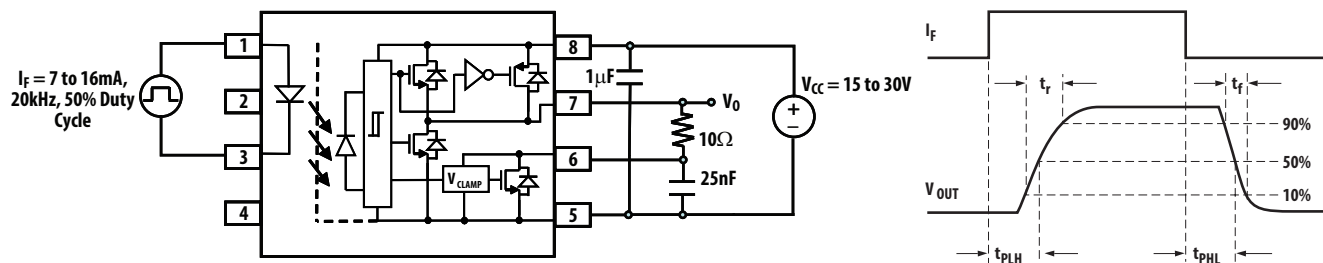 I_F = 7 to 16mA,
20kHz, 50% Duty
Cycle
1
2
3
4
V_CLAMP
8
7
6
5
1µF
V_O
10Ω
25nF
V_CC = 15 to 30V
+
−
I_F
t_r
t_f
90%
50%
10%
V_OUT
t_PLH
t_PHL